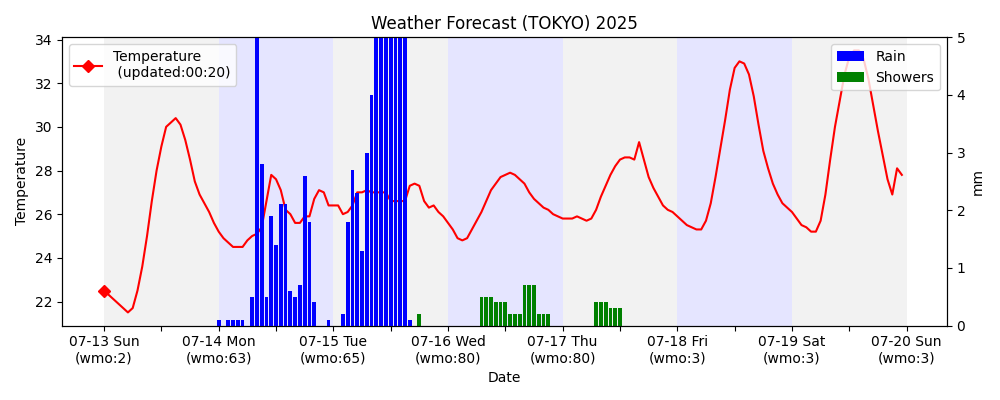 Weather Forecast (TOKYO) 2025
Temperature
(updated:00:20)
Rain
Showers
Temperature
34
32
30
28
26
24
22
5
4
3
2
1
0
mm
07-13 Sun
(wmo:2)
07-14 Mon
(wmo:63)
07-15 Tue
(wmo:65)
07-16 Wed
(wmo:80)
07-17 Thu
(wmo:80)
07-18 Fri
(wmo:3)
07-19 Sat
(wmo:3)
07-20 Sun
(wmo:3)
Date